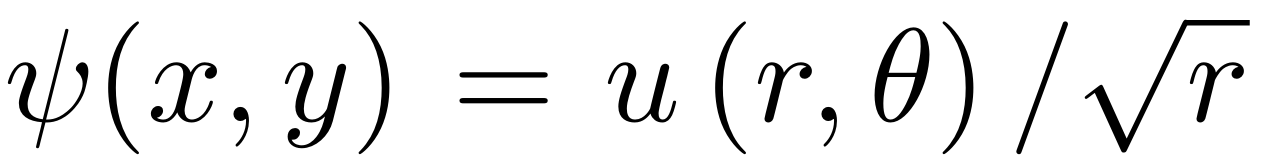 ψ(x, y) = u (r, θ) / √r